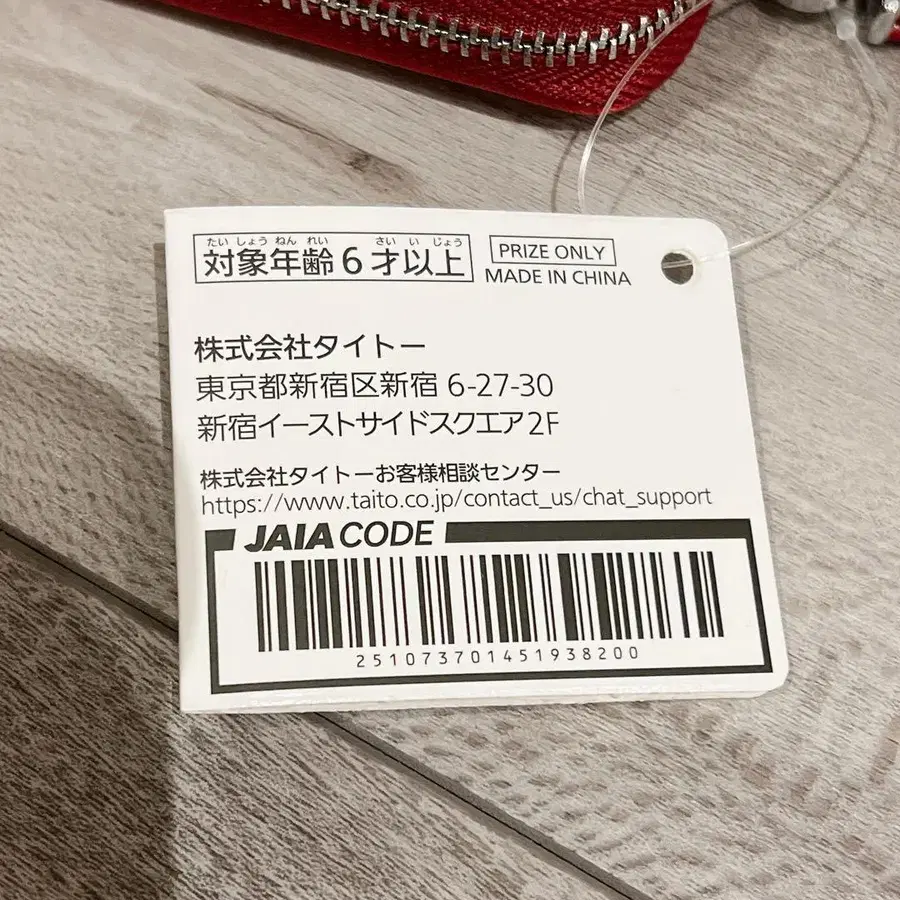 たいしょうねんれい さいいじょう
対象年齢6才以上
PRIZE ONLY
MADE IN CHINA
株式会社タイトー
東京都新宿区新宿 6-27-30
新宿イーストサイドスクエア2F
株式会社タイトーお客様相談センター
https://www.taito.co.jp/contact_us/chat_support
JAIA CODE
251073701451938200